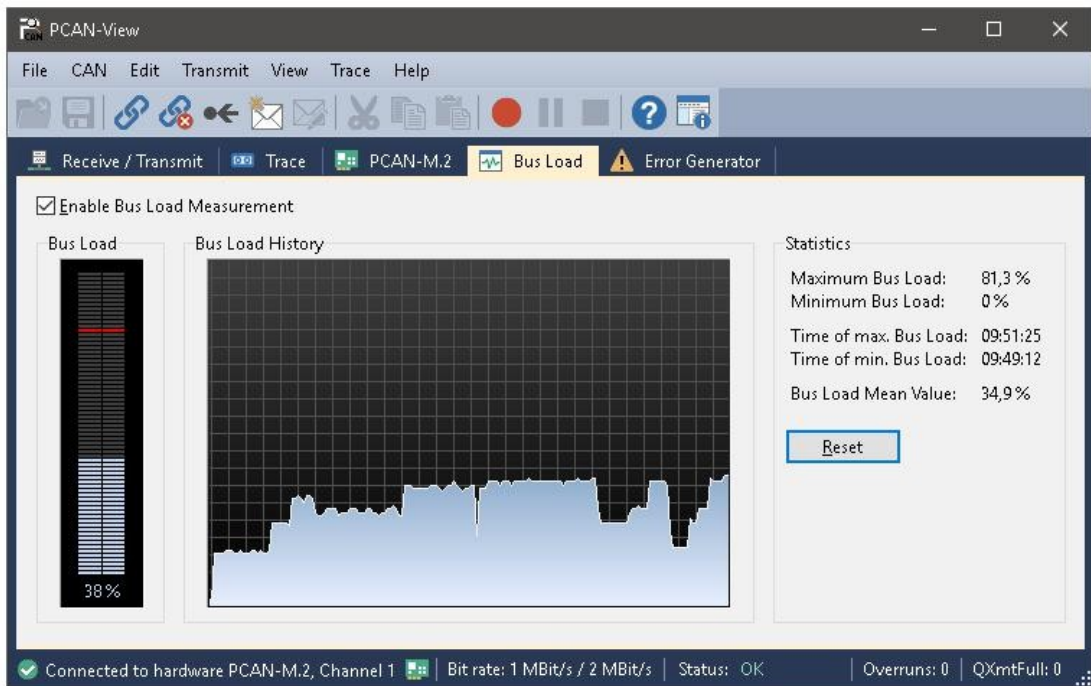 PCAN-View
File CAN Edit Transmit View Trace Help
Receive / Transmit Trace PCAN-M.2 Bus Load Error Generator
Enable Bus Load Measurement
Bus Load
38%
Bus Load History
Statistics
Maximum Bus Load: 81,3 %
Minimum Bus Load: 0 %
Time of max. Bus Load: 09:51:25
Time of min. Bus Load: 09:49:12
Bus Load Mean Value: 34,9 %
Reset
Connected to hardware PCAN-M.2, Channel 1 Bit rate: 1 MBit/s / 2 MBit/s Status: OK Overruns: 0 QXmtFull: 0